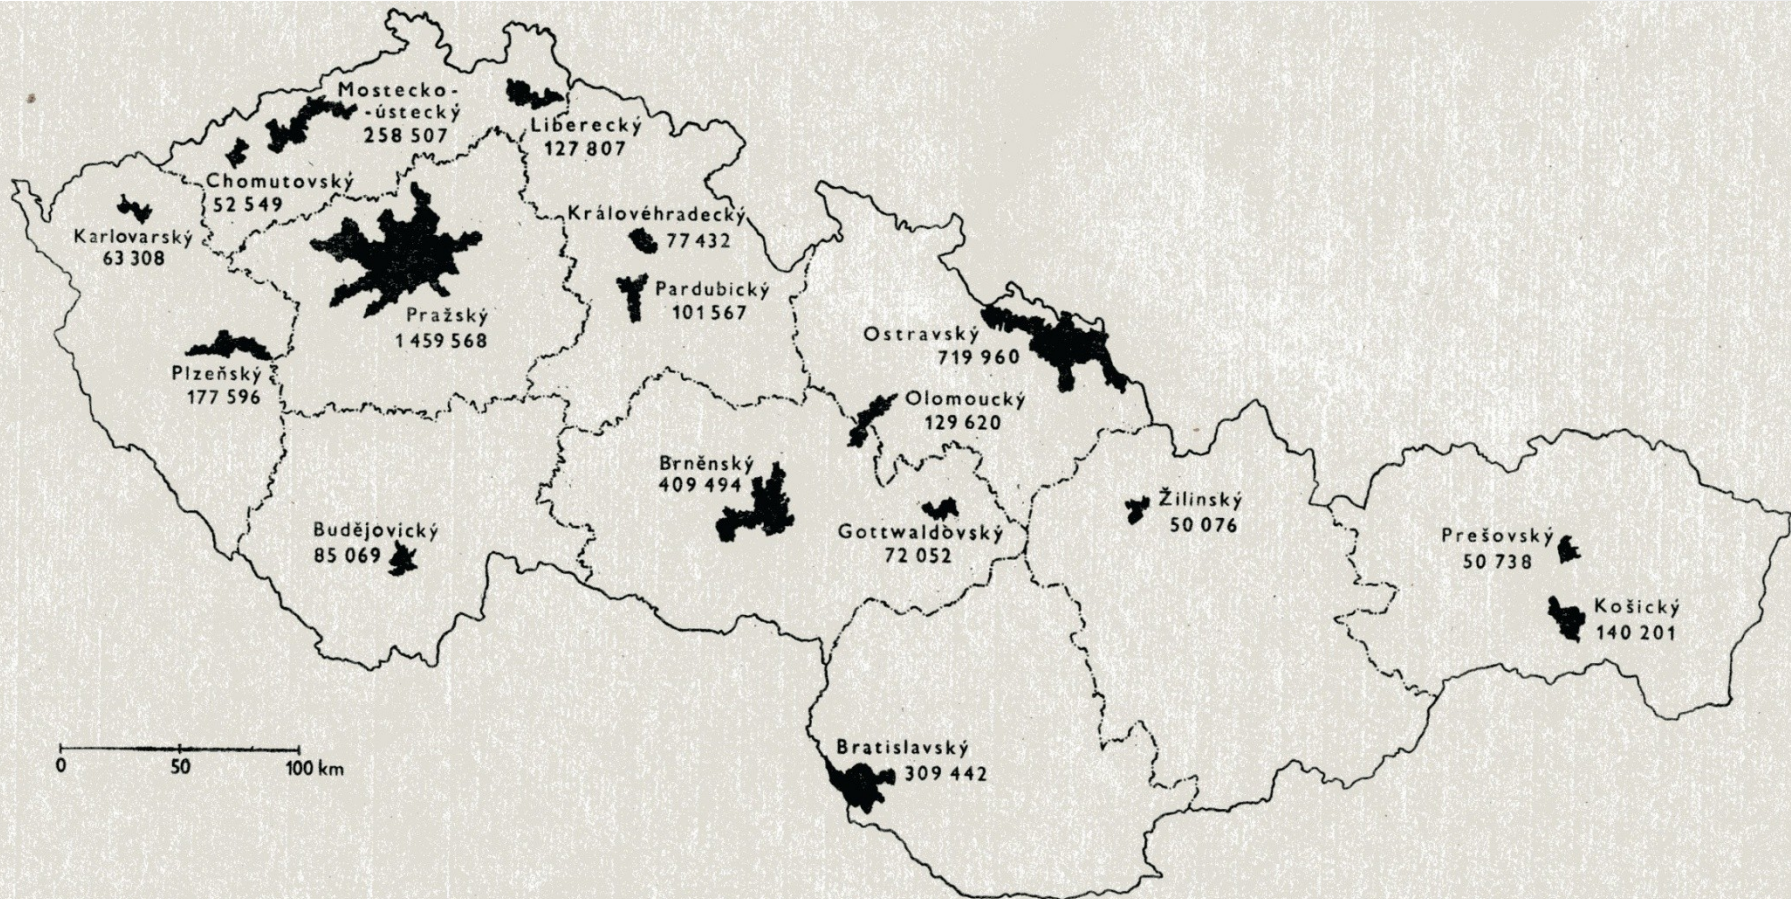 Mostecko-
-ústecký
258 507
Liberecký
127 807
Chomutovský
52 549
Karlovarský
63 308
Královéhradecký
77 432
Pardubický
101 567
Pražský
1 459 568
Plzeňský
177 596
Ostravský
719 960
Olomoucký
129 620
Brněnský
409 494
Gottwaldovský
72 052
Budějovický
85 069
Žilinský
50 076
Prešovský
50 738
Košický
140 201
Bratislavský
309 442
0 50 100 km